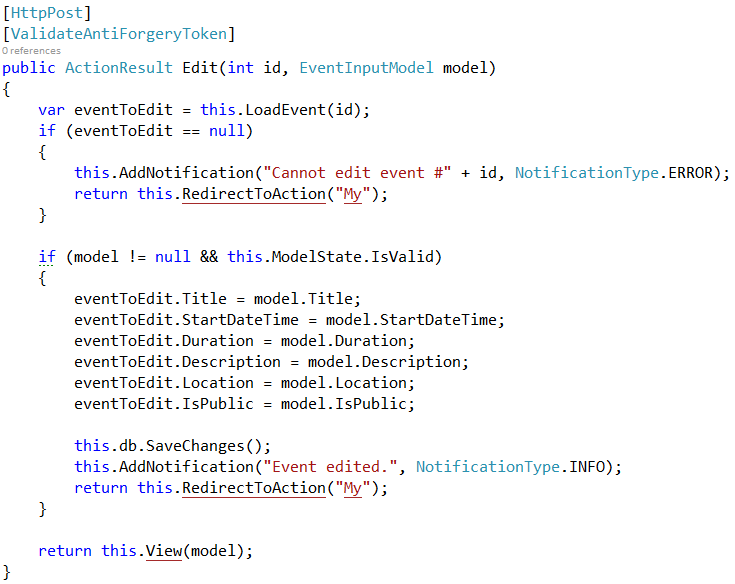 [HttpPost]
[ValidateAntiForgeryToken]
0 references
public ActionResult Edit(int id, EventInputModel model)
{
    var eventToEdit = this.LoadEvent(id);
    if (eventToEdit == null)
    {
        this.AddNotification("Cannot edit event #" + id, NotificationType.ERROR);
        return this.RedirectToAction("My");
    }

    if (model != null && this.ModelState.IsValid)
    {
        eventToEdit.Title = model.Title;
        eventToEdit.StartDateTime = model.StartDateTime;
        eventToEdit.Duration = model.Duration;
        eventToEdit.Description = model.Description;
        eventToEdit.Location = model.Location;
        eventToEdit.IsPublic = model.IsPublic;

        this.db.SaveChanges();
        this.AddNotification("Event edited.", NotificationType.INFO);
        return this.RedirectToAction("My");
    }

    return this.View(model);
}